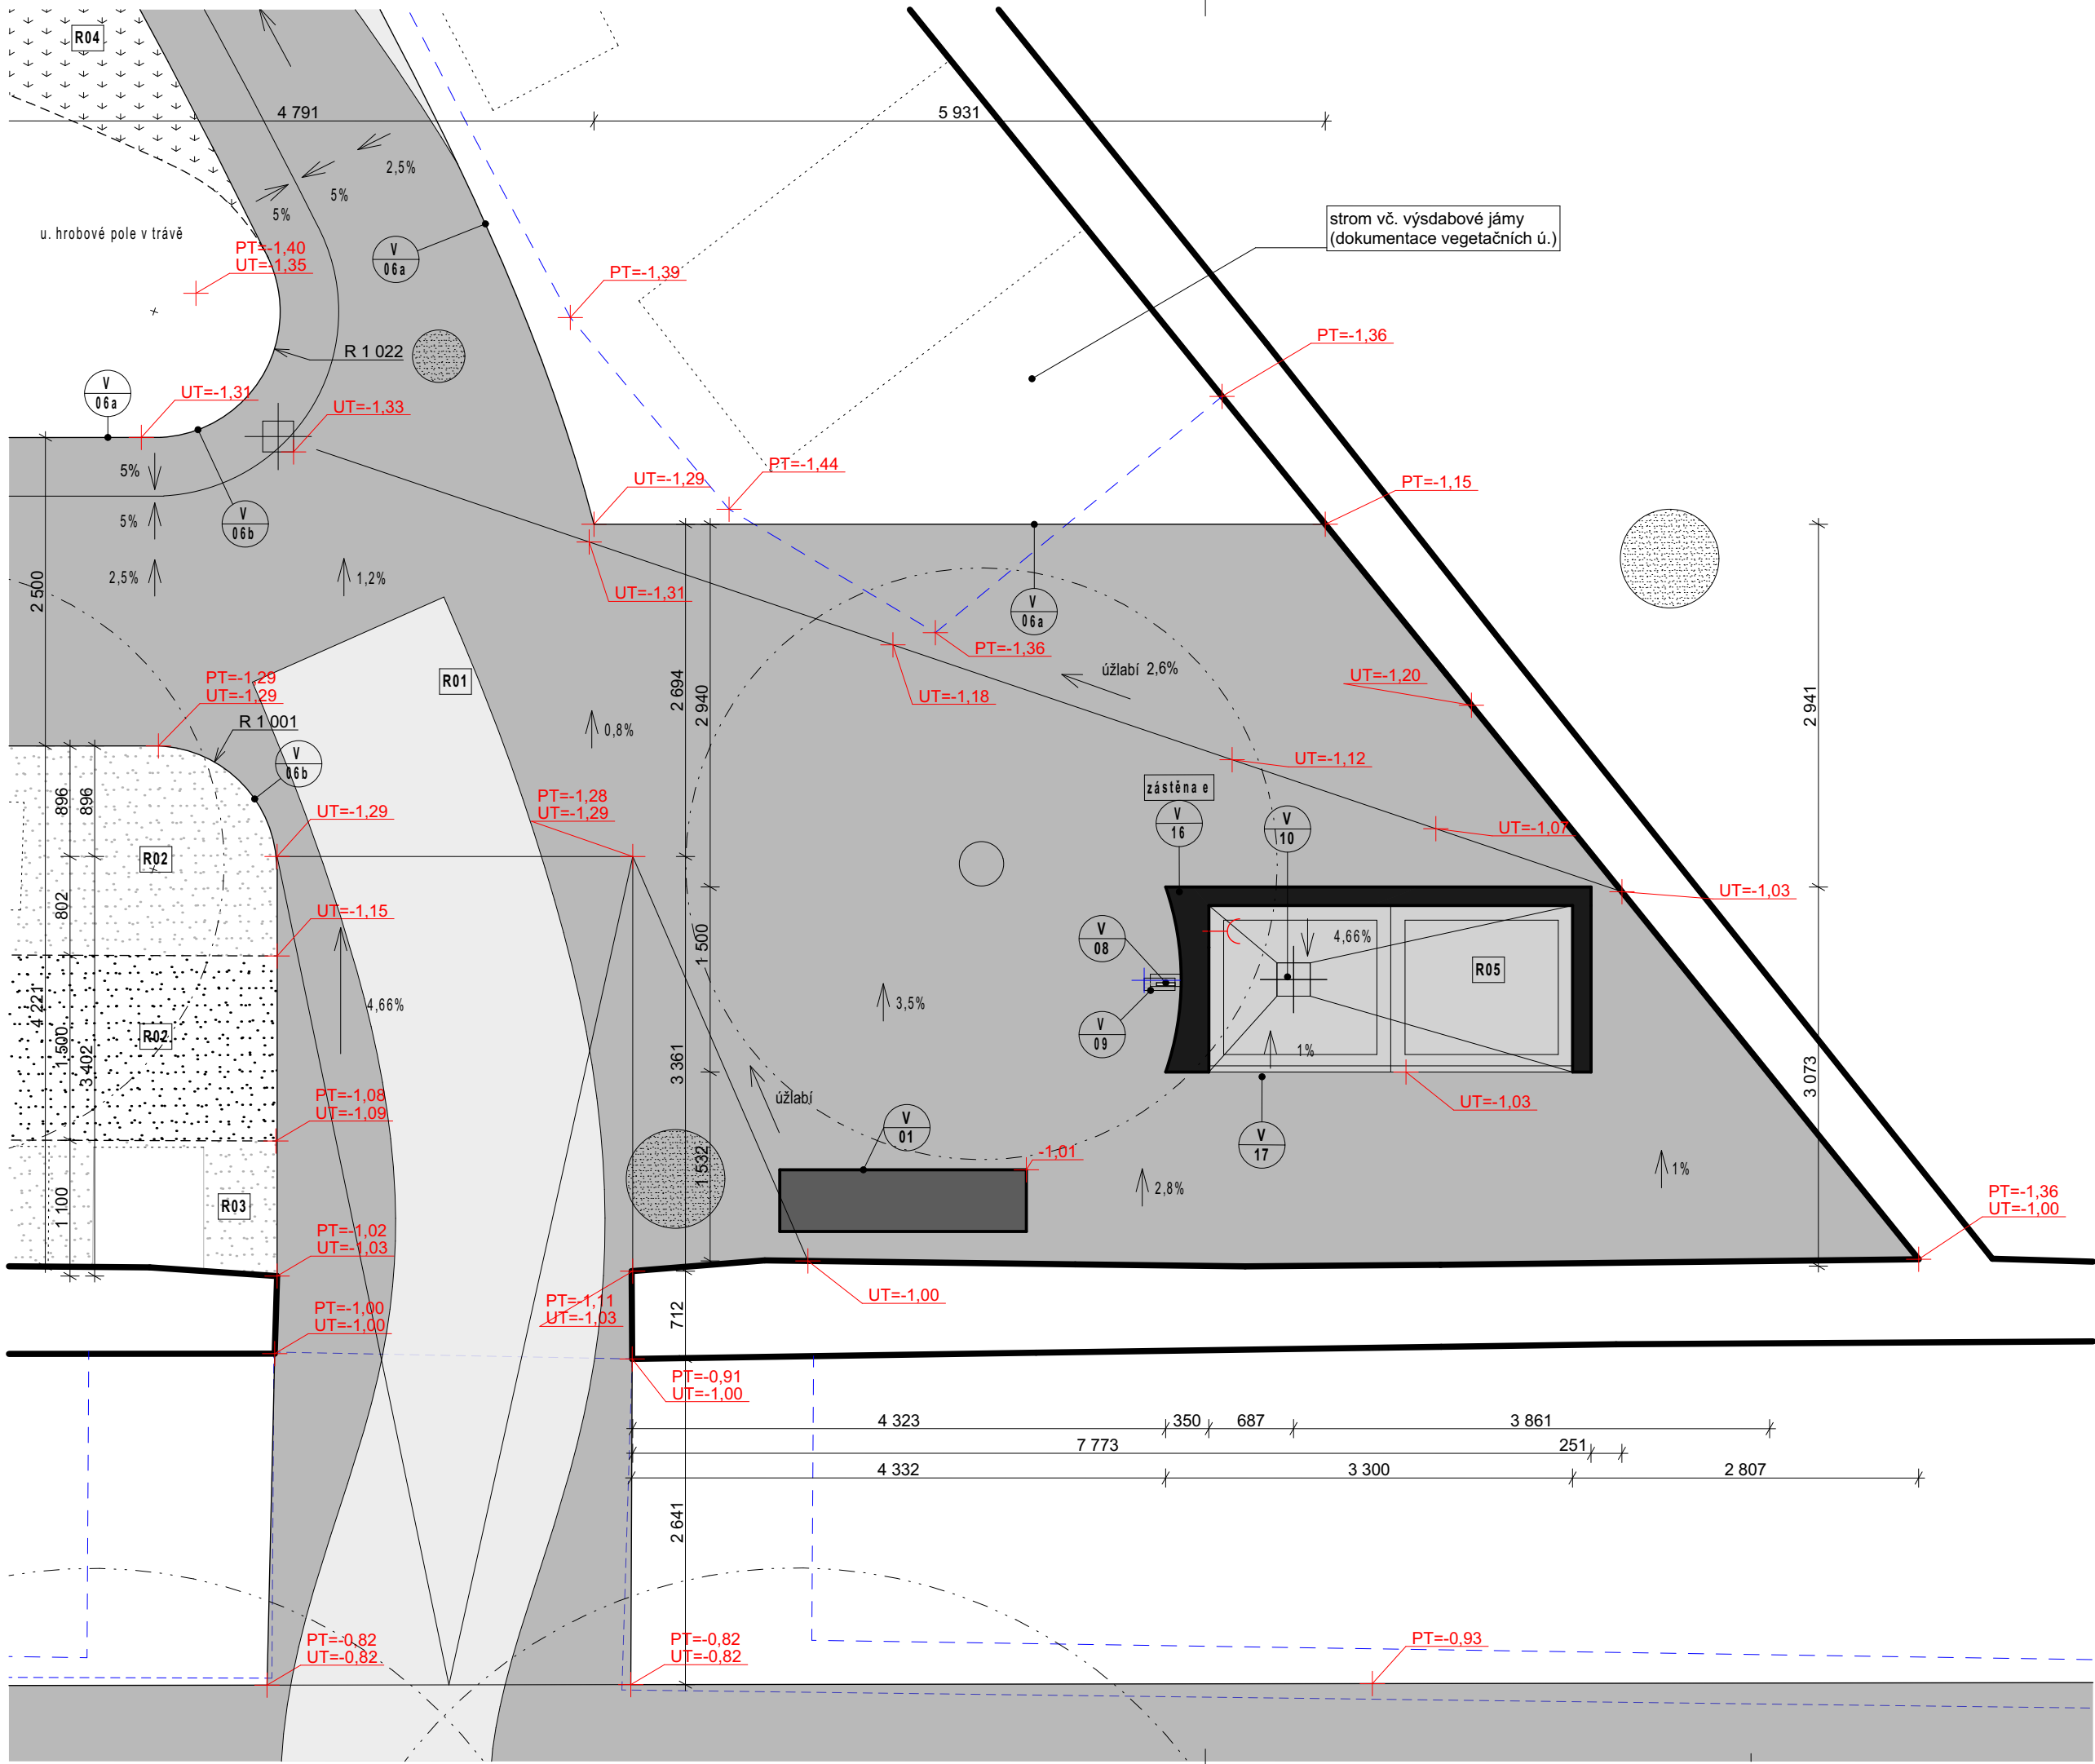 R04
4 791
5 931
2,5%
5%
5%
u. hrobové pole v trávě
PT=-1,40
UT=-1,35
V
06a
strom vč. výsdabové jámy
(dokumentace vegetačních ú.)
PT=-1,39
PT=-1,36
R 1 022
V
06a
UT=-1,31
UT=-1,33
5%
PT=-1,44
UT=-1,29
PT=-1,15
5%
V
06b
2,5%
1,2%
2 500
UT=-1,31
V
06a
PT=-1,36
úžlabí 2,6%
UT=-1,18
UT=-1,20
2 694
2 940
2 941
PT=-1,29
UT=-1,29
R01
R 1 001
0,8%
V
06b
UT=-1,12
zástěna e
896
896
PT=-1,28
UT=-1,29
V
16
V
10
UT=-1,07
UT=-1,29
R02
UT=-1,03
802
UT=-1,15
1 500
V
08
4,66%
R05
4 221
4,66%
3,5%
R02
1 500
3 402
V
09
1%
3 361
3 073
PT=-1,08
UT=-1,09
úžlabí
UT=-1,03
V
01
V
17
-1,01
1 532
1%
2,8%
1 100
R03
PT=-1,36
UT=-1,00
PT=-1,02
UT=-1,03
PT=-1,11
UT=-1,03
UT=-1,00
712
PT=-1,00
UT=-1,00
PT=-0,91
UT=-1,00
4 323
350
687
3 861
7 773
251
4 332
3 300
2 807
2 641
PT=-0,82
UT=-0,82
PT=-0,82
UT=-0,82
PT=-0,93